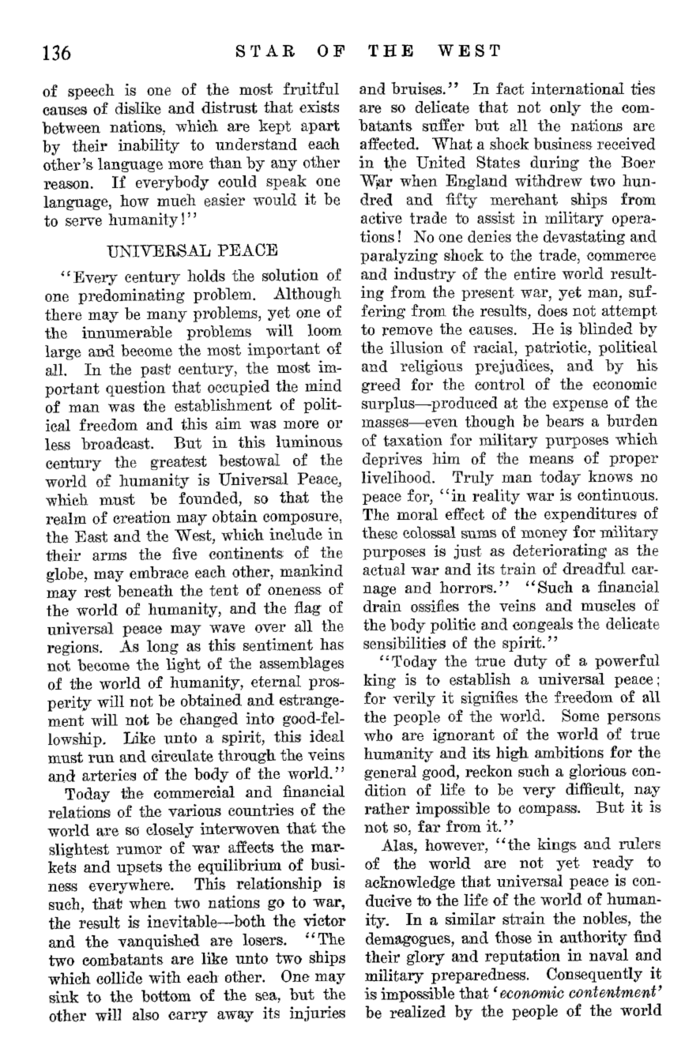 136 STAR OF THE WEST
of speech is one of the most fruitful
causes of dislike and distrust that exists
between nations, which are kept apart
by their inability to understand each
other's language more than by any other
reason. If everybody could speak one
language, how much easier would it be
to serve humanity!''
UNIVERSAL PEACE
''Every century holds the solution of
one predominating problem. Although
there may be many problems, yet one of
the innumerable problems will loom
large and become the most important of
all. In the past century, the most im-
portant question that occupied the mind
of man was the establishment of polit-
ical freedom and this aim was more or
less broadcast. But in this luminous
century the greatest bestowal of the
world of humanity is Universal Peace,
which must be founded, so that the
realm of creation may obtain composure,
the East and the West, which include in
their arms the five continents of the
globe, may embrace each other, mankind
may rest beneath the tent of oneness of
the world of humanity, and the flag of
universal peace may wave over all the
regions. As long as this sentiment has
not become the light of the assemblages
of the world of humanity, eternal pros-
perity will not be obtained and estrange-
ment will not be changed into good-fel-
lowship. Like unto a spirit, this ideal
must run and circulate through the veins
and arteries of the body of the world.''
Today the commercial and financial
relations of the various countries of the
world are so closely interwoven that the
slightest rumor of war affects the mar-
kets and upsets the equilibrium of busi-
ness everywhere. This relationship is
such, that when two nations go to war,
the result is inevitable—both the victor
and the vanquished are losers. ''The
two combatants are like unto two ships
which collide with each other. One may
sink to the bottom of the sea, but the
other will also carry away its injuries
and bruises.'' In fact international ties
are so delicate that not only the com-
batants suffer but all the nations are
affected. What a shock business received
in the United States during the Boer
War when England withdrew two hun-
dred and fifty merchant ships from
active trade to assist in military opera-
tions! No one denies the devastating and
paralyzing shock to the trade, commerce
and industry of the entire world result-
ing from the present war, yet man, suf-
fering from the results, does not attempt
to remove the causes. He is blinded by
the illusion of racial, patriotic, political
and religious prejudices, and by his
greed for the control of the economic
surplus—produced at the expense of the
masses—even though be bears a burden
of taxation for military purposes which
deprives him of the means of proper
livelihood. Truly man today knows no
peace for, ''in reality war is continuous.
The moral effect of the expenditures of
these colossal sums of money for military
purposes is just as deteriorating as the
actual war and its train of dreadful car-
nage and horrors.'' ''Such a financial
drain ossifies the veins and muscles of
the body politic and congeals the delicate
sensibilities of the spirit.''
''Today the true duty of a powerful
king is to establish a universal peace;
for verily it signifies the freedom of all
the people of the world. Some persons
who are ignorant of the world of true
humanity and its high ambitions for the
general good, reckon such a glorious con-
dition of life to be very difficult, nay
rather impossible to compass. But it is
not so, far from it.''
Alas, however, ''the kings and rulers
of the world are not yet ready to
acknowledge that universal peace is con-
ducive to the life of the world of human-
ity. In a similar strain the nobles, the
demagogues, and those in authority find
their glory and reputation in naval and
military preparedness. Consequently it
is impossible that 'economic contentment'
be realized by the people of the world